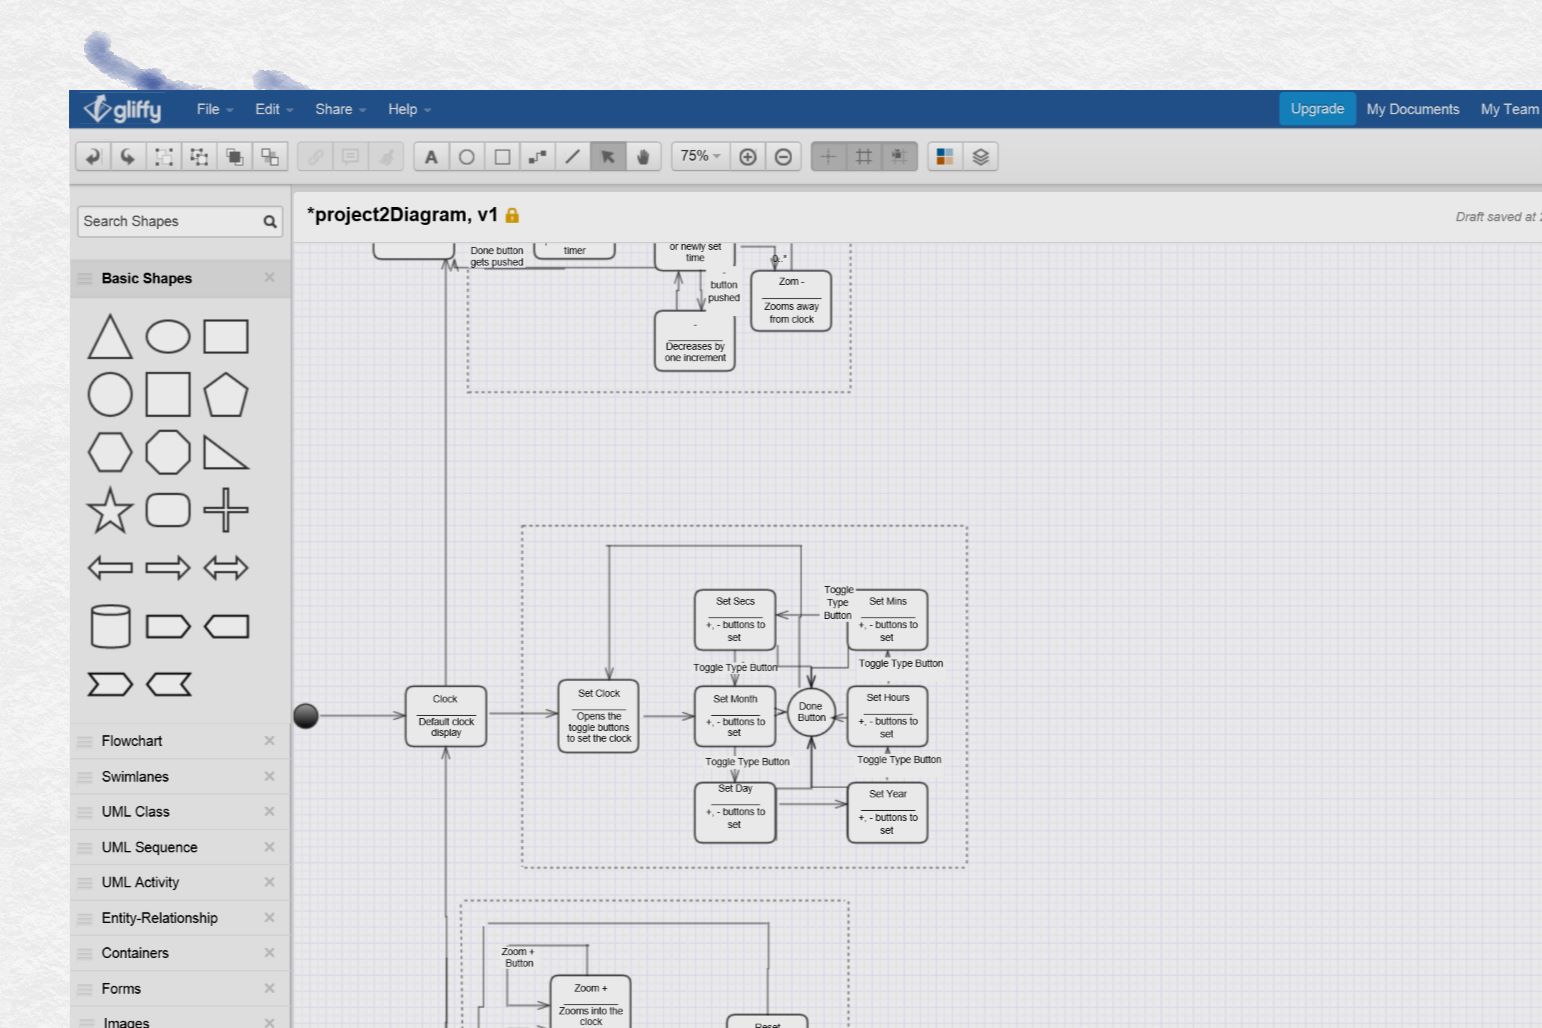 gliffy File Edit Share Help Upgrade My Documents My Team
A 75%
Search Shapes
*project2Diagram, v1
Draft saved at
Basic Shapes
Flowchart
Swimlanes
UML Class
UML Sequence
UML Activity
Entity-Relationship
Containers
Forms
Images
Done button
gets pushed
timer
or newly set
time
0..*
-
button
pushed
Zom -
Zooms away
from clock
-
Decreases by
one increment
Set Secs
+, - buttons to
set
Toggle
Type
Button
Set Mins
+, - buttons to
set
Toggle Type Button
Toggle Type Button
Clock
Default clock
display
Set Clock
Opens the
toggle buttons
to set the clock
Set Month
+, - buttons to
set
Done
Button
Set Hours
+, - buttons to
set
Toggle Type Button
Toggle Type Button
Set Day
+, - buttons to
set
Set Year
+, - buttons to
set
Zoom +
Button
Zoom +
Zooms into the
clock
Reset